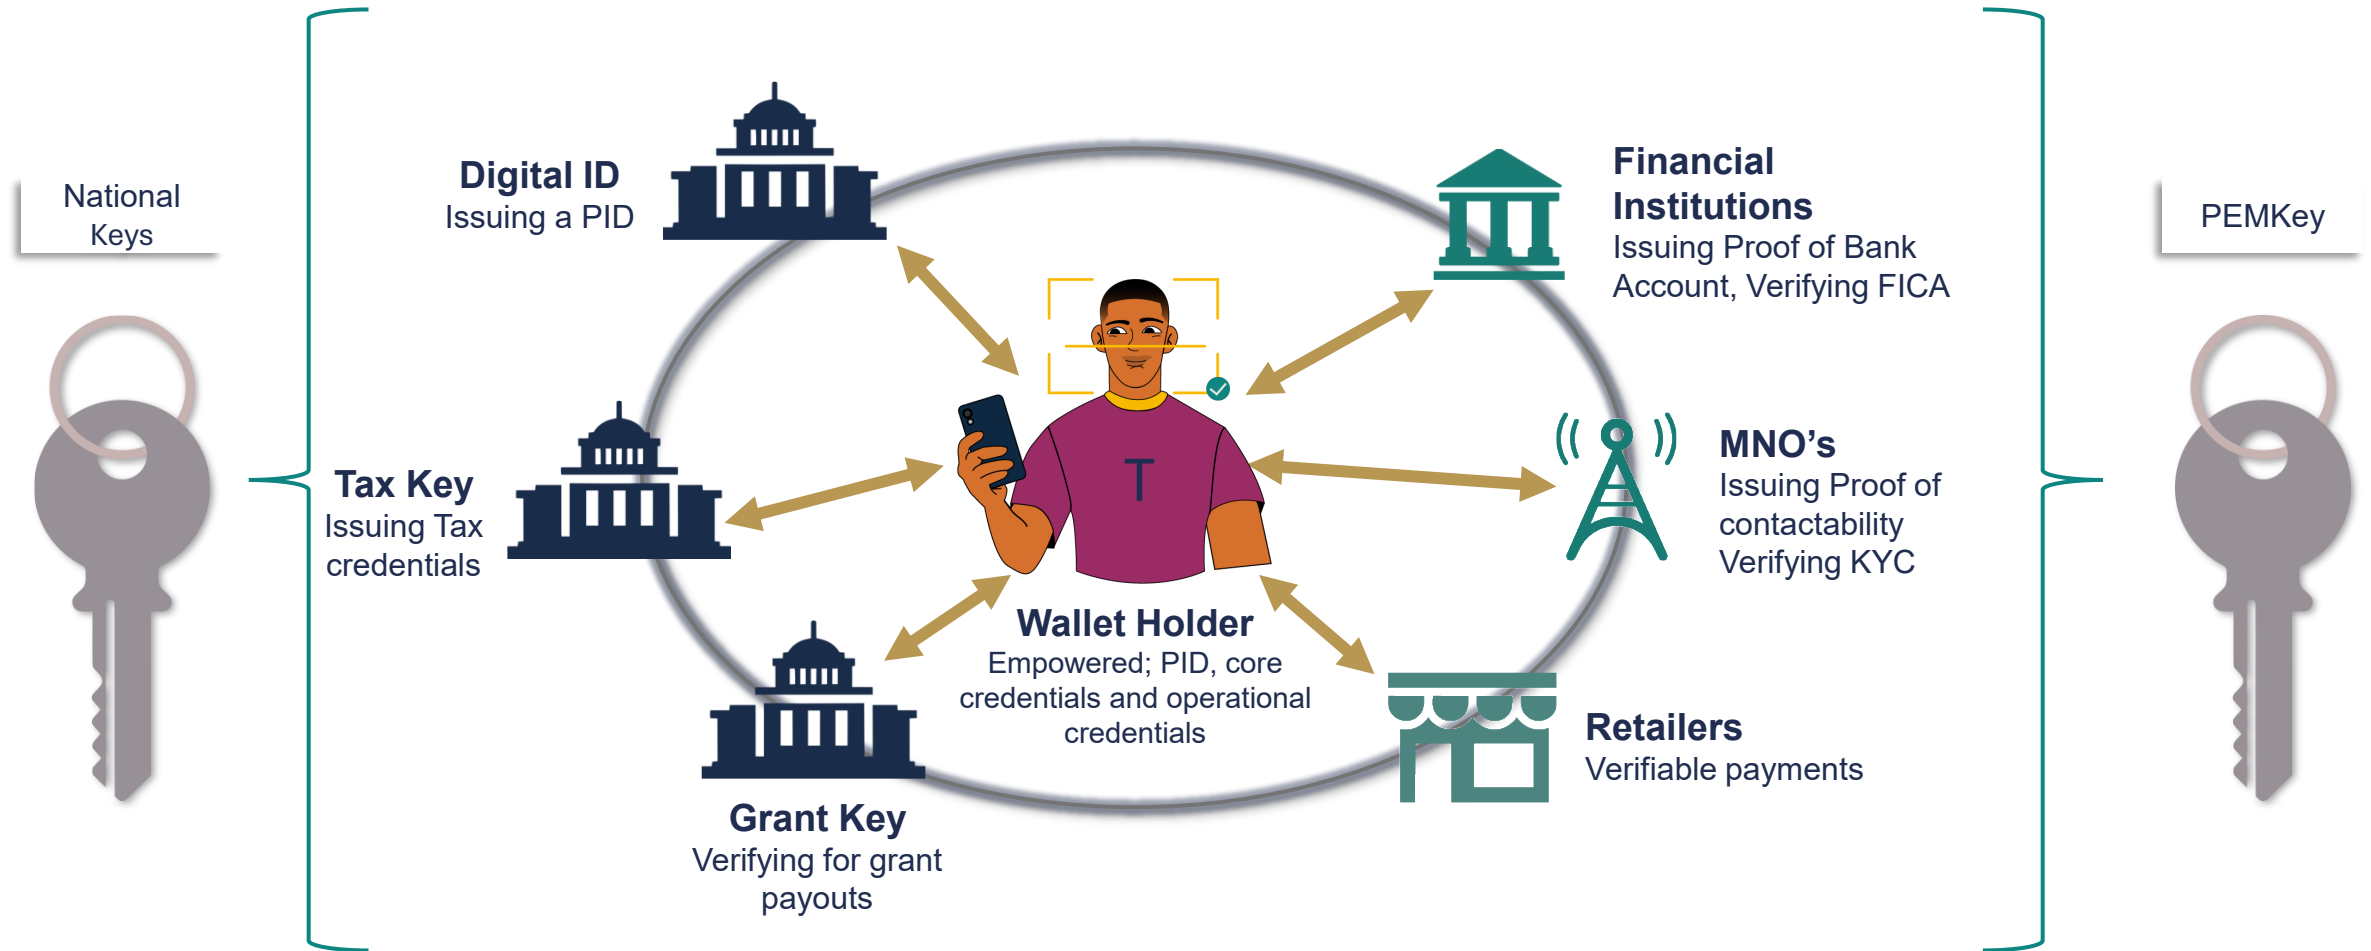 National
Keys
Digital ID
Issuing a PID
Tax Key
Issuing Tax
credentials
Grant Key
Verifying for grant
payouts
T
Wallet Holder
Empowered; PID, core
credentials and operational
credentials
Financial
Institutions
Issuing Proof of Bank
Account, Verifying FICA
MNO's
Issuing Proof of
contactability
Verifying KYC
Retailers
Verifiable payments
PEMKey